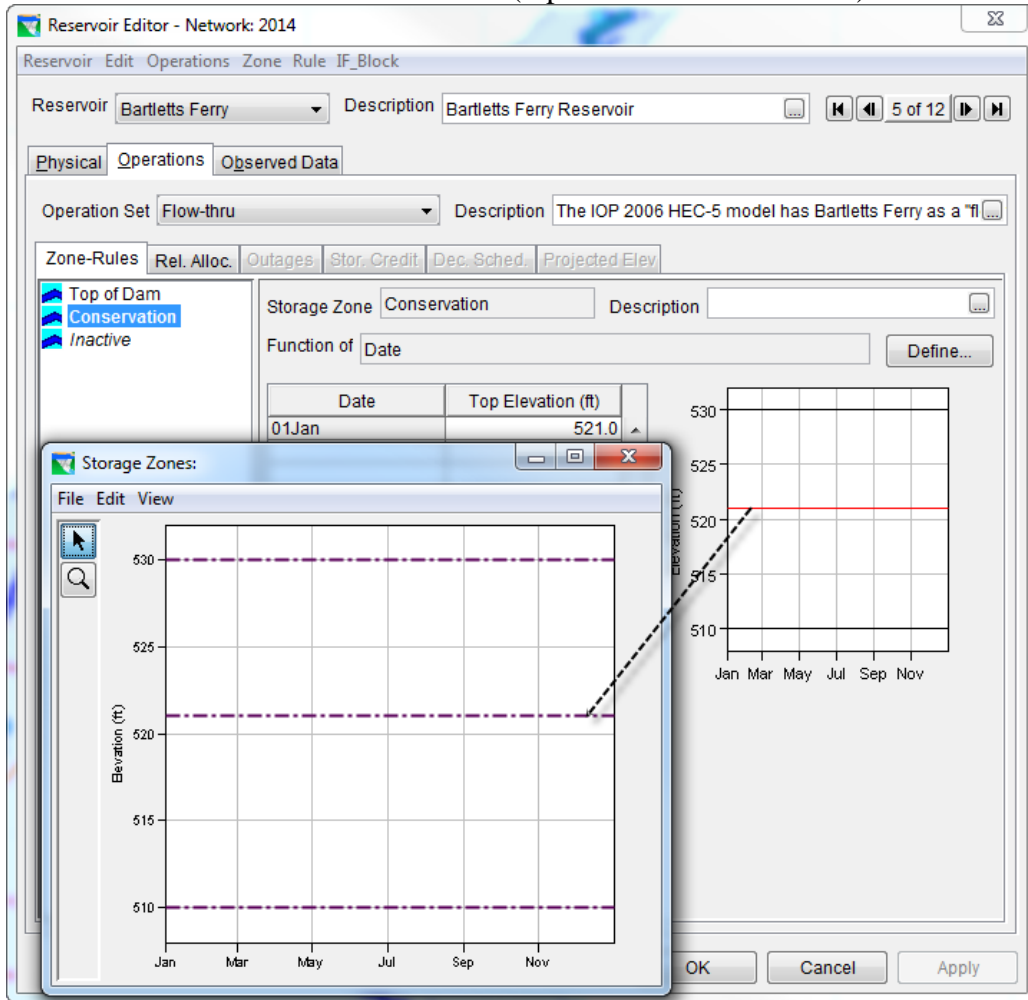 Reservoir Editor - Network: 2014
Reservoir Edit Operations Zone Rule IF_Block
Reservoir Bartletts Ferry Description Bartletts Ferry Reservoir ... 5 of 12
Physical Operations Observed Data
Operation Set Flow-thru Description The IOP 2006 HEC-5 model has Bartletts Ferry as a "fl ...
Zone-Rules Rel. Alloc. Outages Stor. Credit Dec. Sched. Projected Elev
Top of Dam
Conservation
Inactive
Storage Zone Conservation Description ...
Function of Date Define...
Date Top Elevation (ft)
01Jan 521.0
530
525
520
515
510
Elevation (ft)
Jan Mar May Jul Sep Nov
Storage Zones:
File Edit View
530
525
520
515
510
Elevation (ft)
Jan Mar May Jul Sep Nov
OK Cancel Apply